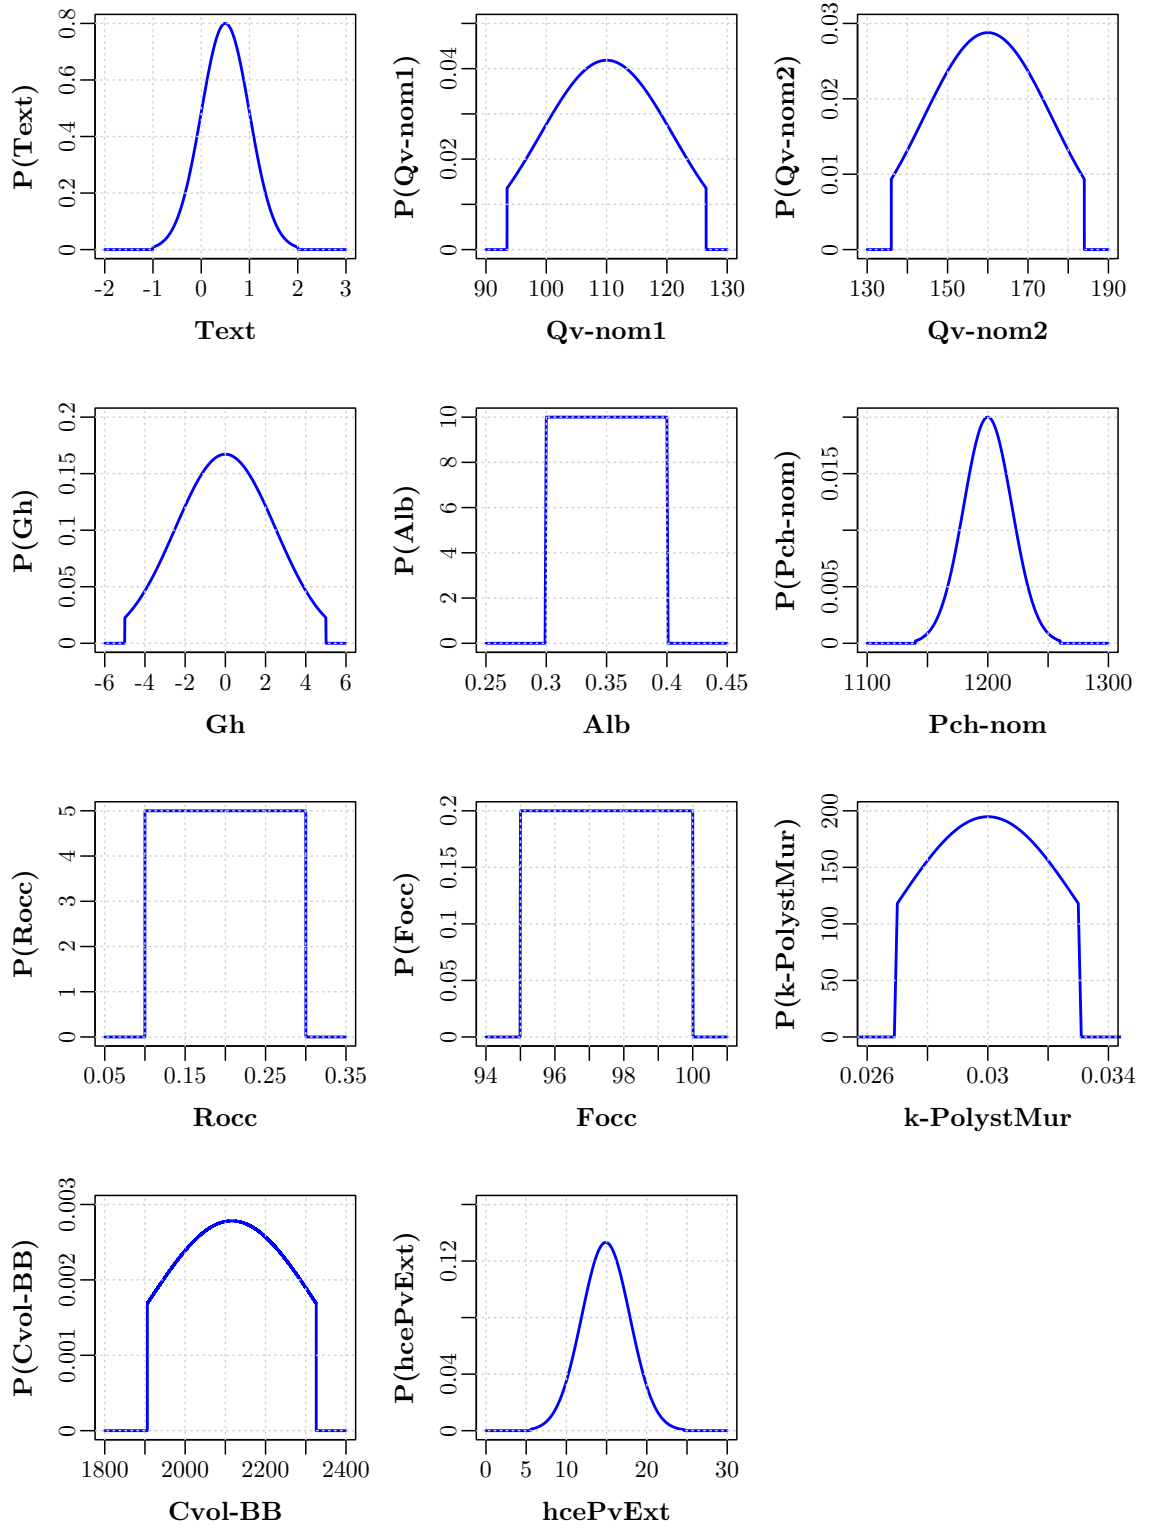 P(Text)
0 0.2 0.4 0.6 0.8
-2 -1 0 1 2 3
Text
P(Qv-nom1)
0 0.02 0.04
90 100 110 120 130
Qv-nom1
P(Qv-nom2)
0 0.01 0.02 0.03
130 150 170 190
Qv-nom2
P(Gh)
0 0.05 0.1 0.15 0.2
-6 -4 -2 0 2 4 6
Gh
P(Alb)
0 2 4 6 8 10
0.25 0.3 0.35 0.4 0.45
Alb
P(Pch-nom)
0 0.005 0.015
1100 1200 1300
Pch-nom
P(Rocc)
0 1 2 3 4 5
0.05 0.15 0.25 0.35
Rocc
P(Focc)
0 0.05 0.1 0.15 0.2
94 96 98 100
Focc
P(k-PolystMur)
0 50 100 150 200
0.026 0.03 0.034
k-PolystMur
P(Cvol-BB)
0 0.001 0.002 0.003
1800 2000 2200 2400
Cvol-BB
P(hcePvExt)
0 0.04 0.12
0 5 10 20 30
hcePvExt